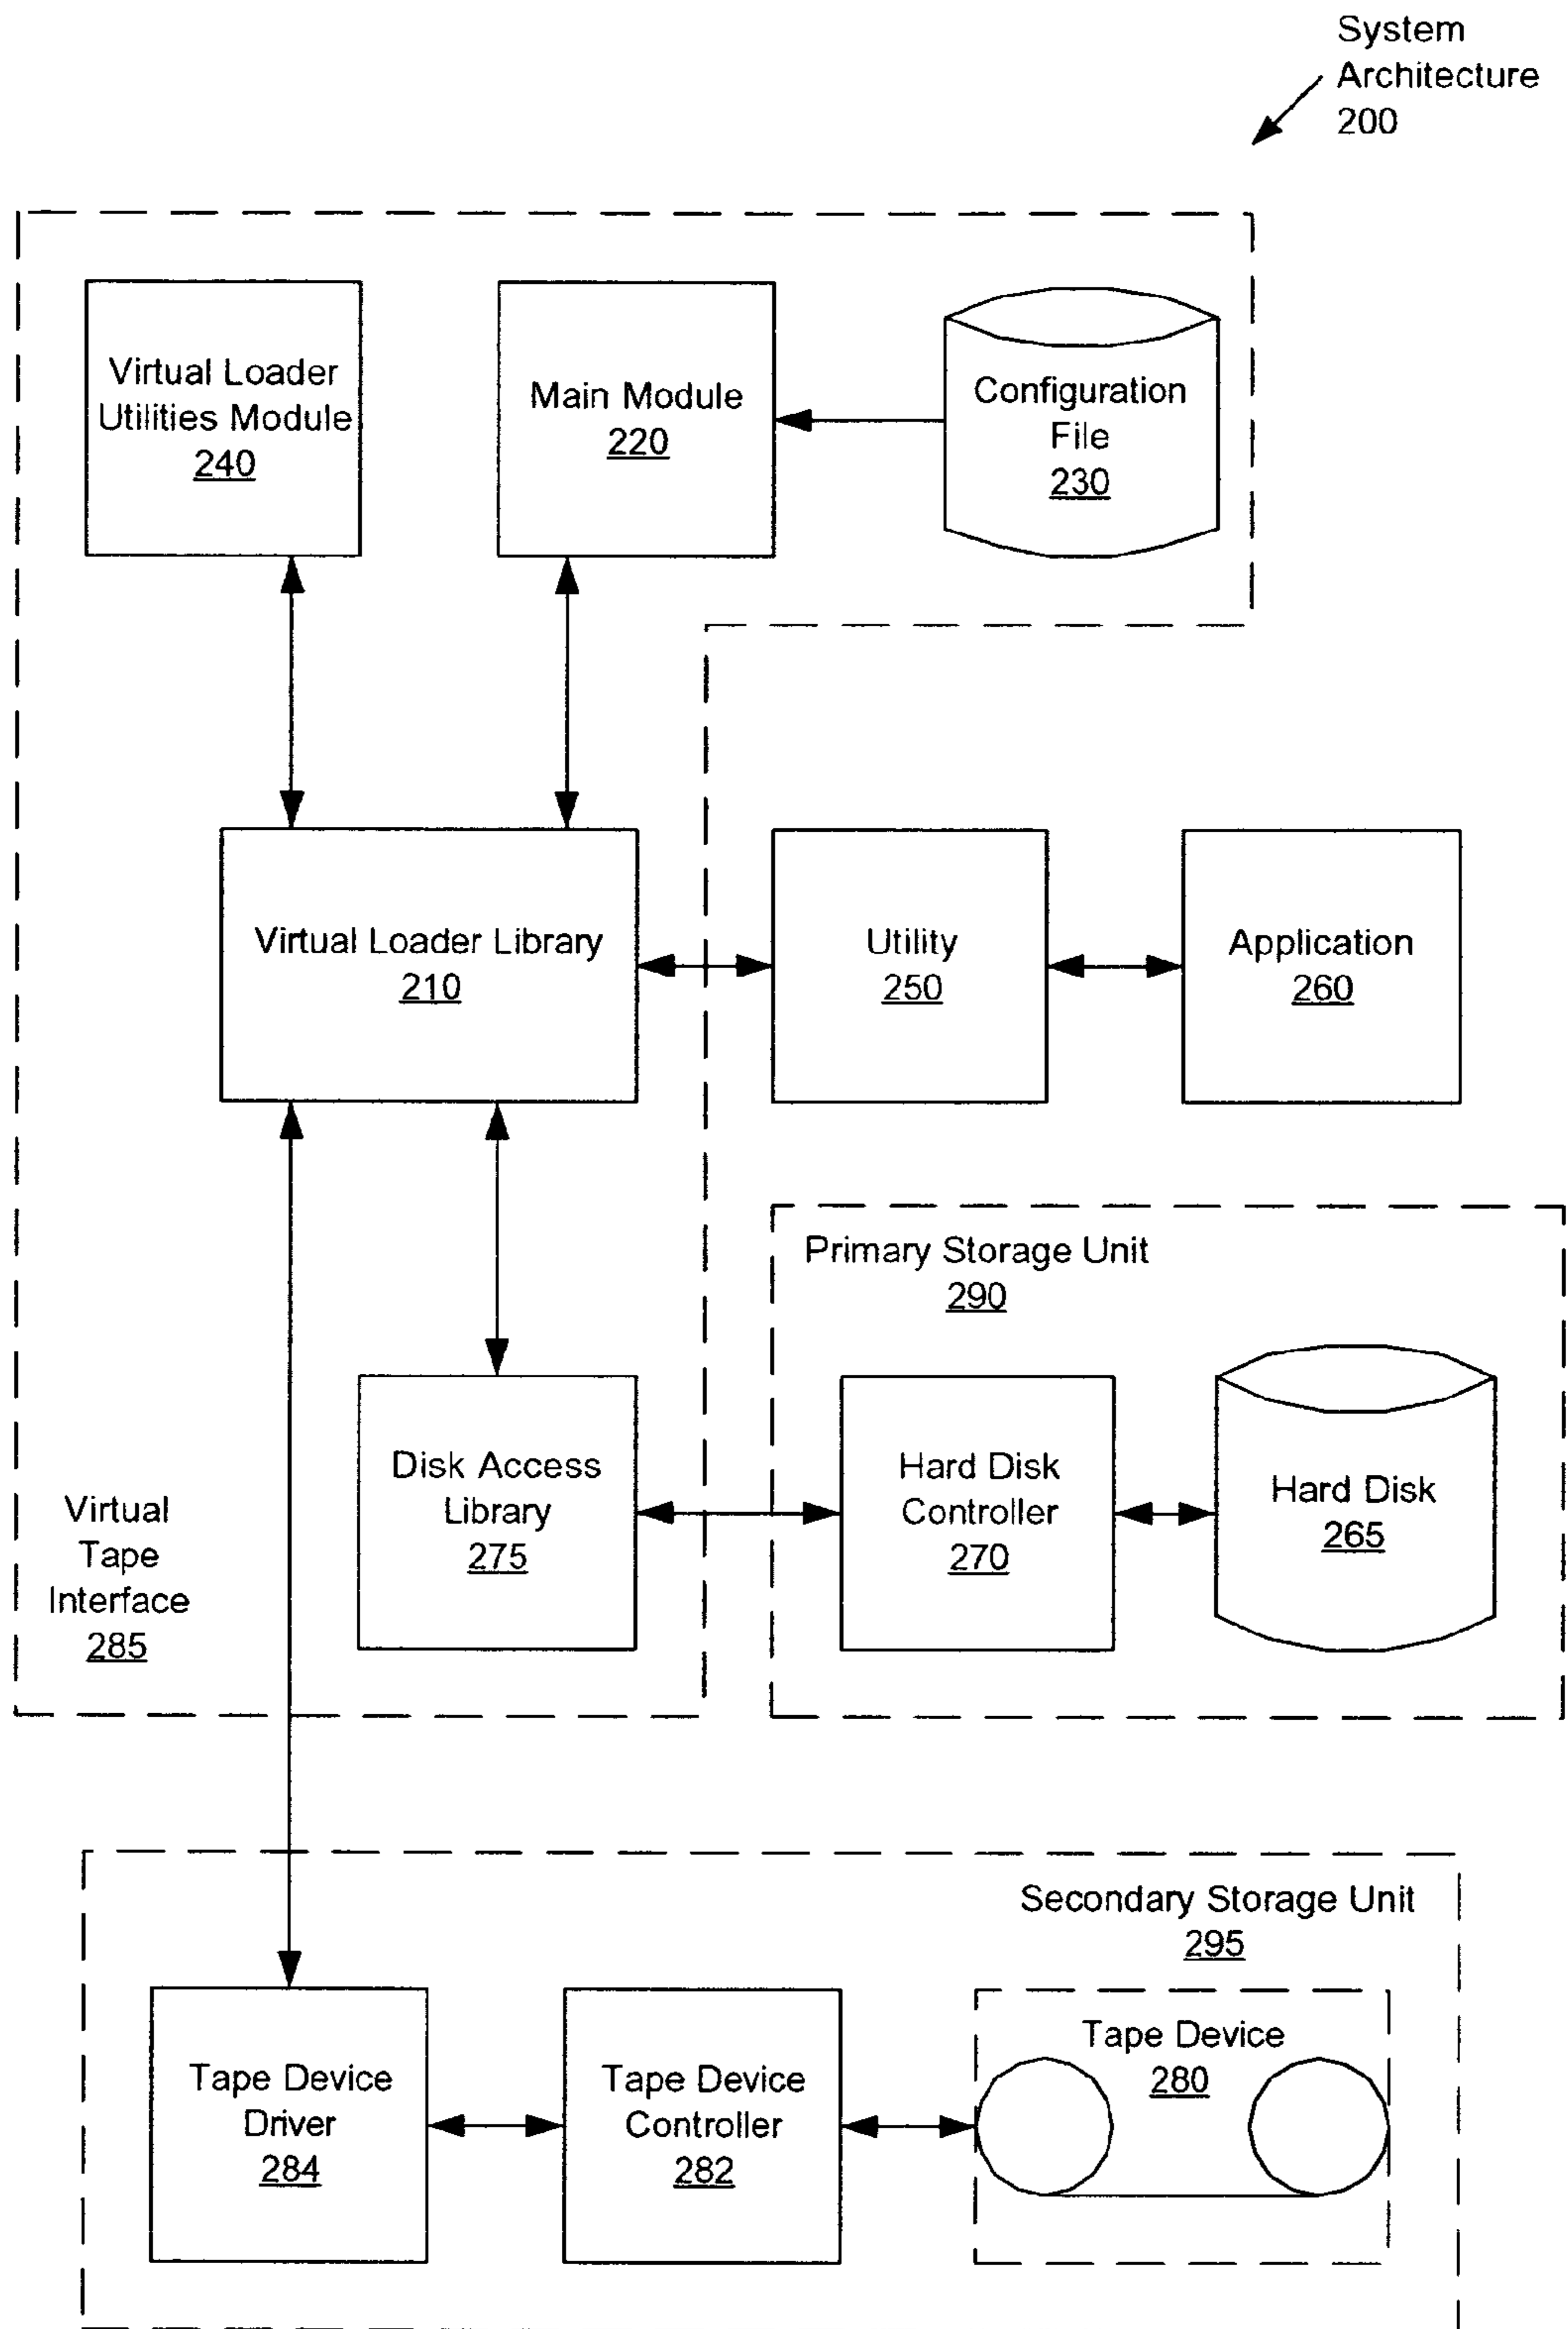 System
Architecture
200
Virtual Loader
Utilities Module
240
Main Module
220
Configuration
File
230
Virtual Loader Library
210
Utility
250
Application
260
Primary Storage Unit
290
Disk Access
Library
275
Hard Disk
Controller
270
Hard Disk
265
Virtual
Tape
Interface
285
Secondary Storage Unit
295
Tape Device
Driver
284
Tape Device
Controller
282
Tape Device
280